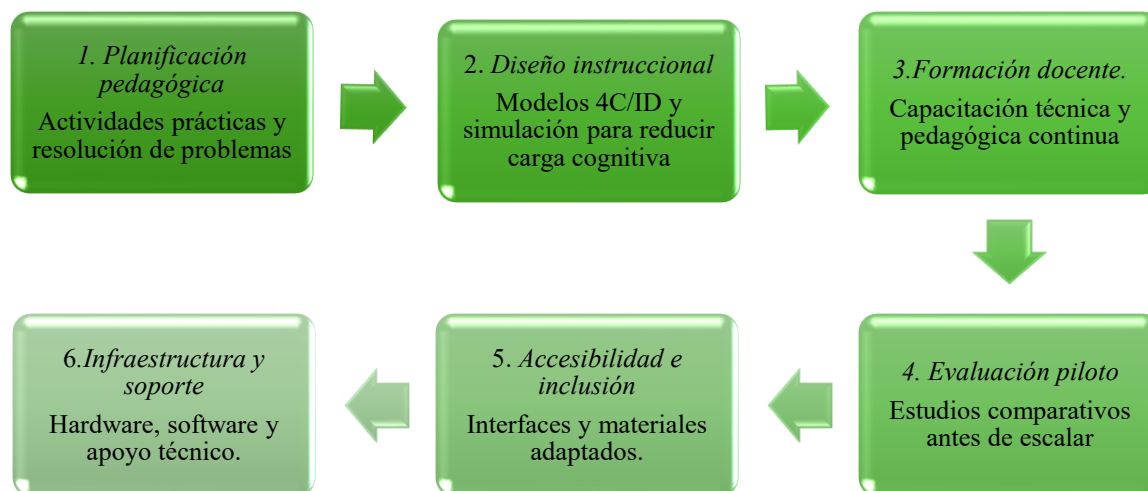 1. Planificación
pedagógica
Actividades prácticas y
resolución de problemas
2. Diseño instruccional
Modelos 4C/ID y
simulación para reducir
carga cognitiva
3.Formación docente.
Capacitación técnica y
pedagógica continua
4. Evaluación piloto
Estudios comparativos
antes de escalar
5. Accesibilidad e
inclusión
Interfaces y materiales
adaptados.
6.Infraestructura y
soporte
Hardware, software y
apoyo técnico.